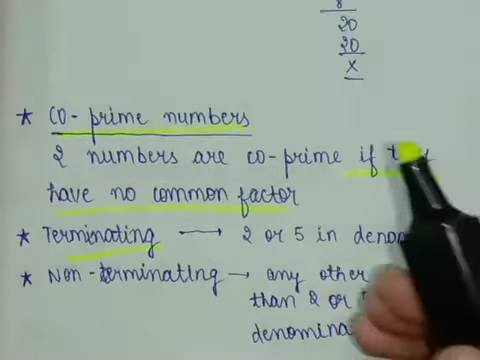 8
20
20
x
* CO-prime numbers
2 numbers are co-prime if
have no common factor
* Terminating → 2 or 5 in
* Non-terminating → any other
than 2 or